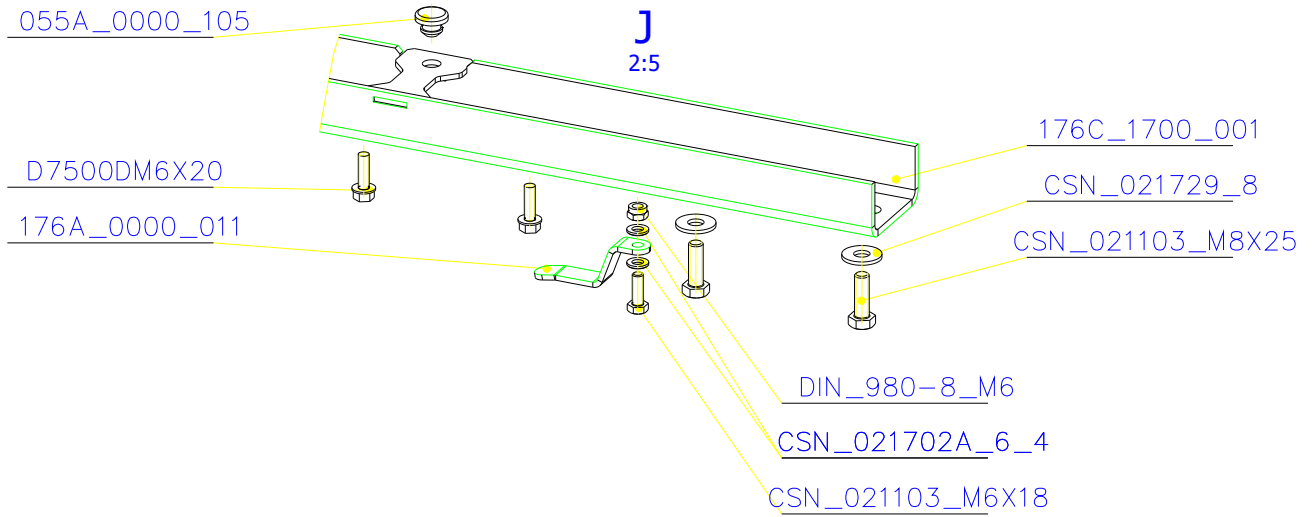 055A_0000_105
J
2:5
176C_1700_001
D7500DM6X20
CSN_021729_8
176A_0000_011
CSN_021103_M8X25
DIN_980-8_M6
CSN_021702A_6_4
CSN_021103_M6X18